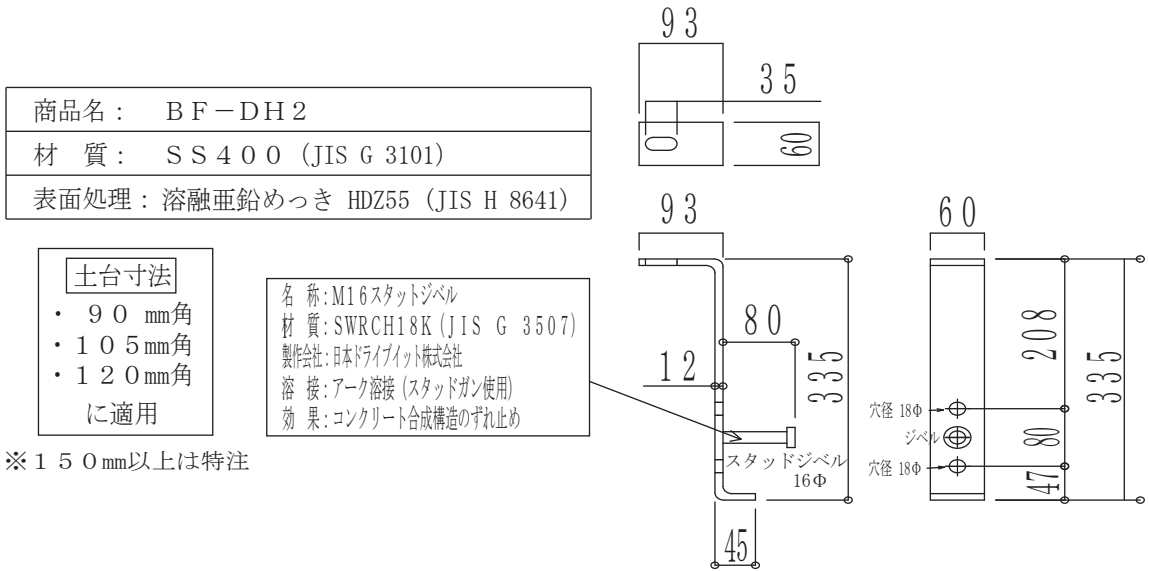 商品名： ＢＦ－ＤＨ２
材　質： ＳＳ４００ (JIS G 3101)
表面処理：溶融亜鉛めっき HDZ55 (JIS H 8641)
土台寸法
・ ９０ ㎜角
・１０５㎜角
・１２０㎜角
に適用
※１５０㎜以上は特注
名　称:M16スタットジベル
材　質:SWRCH18K(JIS G 3507)
製作会社:日本ドライブイット株式会社
溶　接:アーク溶接(スタッドガン使用)
効　果:コンクリート合成構造のずれ止め
93
35
60
93
80
12
335
スタッドジベル
16Φ
45
60
208
335
穴径 18Φ
ジベル
80
穴径 18Φ
47